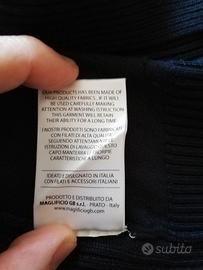 OUR PRODUCTS HAS BEEN MADE OF
HIGH QUALITY FABRICS. IF IT WILL
BE USED CAREFULLY MAKING
ATTENTION AT WASHING ISTRUCTION
THIS GARMENT WILL RETAIN
THEIR ABILITY FOR A LONG TIME
I NOSTRI PRODOTTI SONO FABBRICATI
CON FILATI DI ALTA QUALITÀ
SEGUENDO ATTENTAMENTE LE
ISTRUZIONI DI LAVAGGIO QUESTO
CAPO MANTERRÀ LE PROPRIE
CARATTERISTICHE A LUNGO
IDEATO E DISEGNATO IN ITALIA
CON FILATI E ACCESSORI ITALIANI
PRODOTTO E DISTRIBUITO DA
MAGLIFICIO GB s.r.l. - PRATO - Italy
www.maglificiogb.com
subito